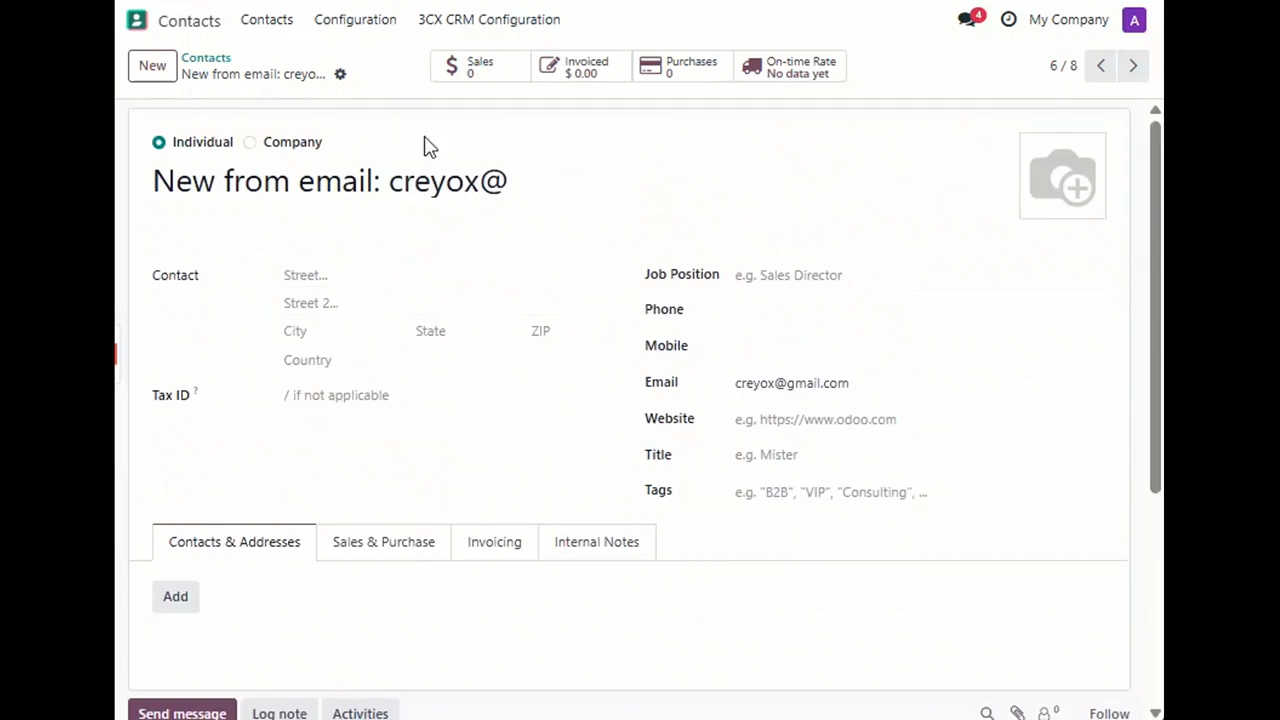 Contacts Contacts Configuration 3CX CRM Configuration 4 My Company A
New Contacts Sales Invoiced Purchases On-time Rate 6 / 8
New from email: creyo... 0 $ 0.00 0 No data yet
Individual Company
New from email: creyox@
Contact Street... Job Position e.g. Sales Director
Street 2... Phone
City State ZIP Mobile
Country Email creyox@gmail.com
Tax ID ? / if not applicable Website e.g. https://www.odoo.com
Title e.g. Mister
Tags e.g. "B2B", "VIP", "Consulting", ...
Contacts & Addresses Sales & Purchase Invoicing Internal Notes
Add
Send message Log note Activities 0 Follow